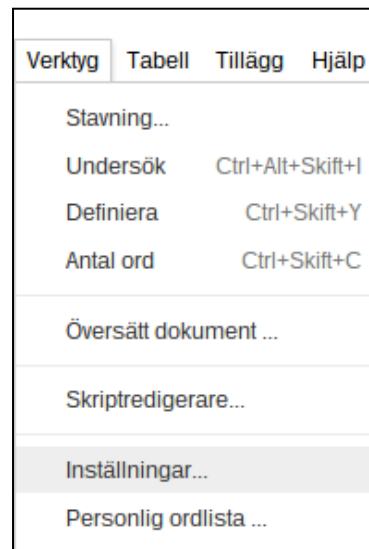 Verktyg Tabell Tillägg Hjälp
Stavning...
Undersök Ctrl+Alt+Skift+I
Definiera Ctrl+Skift+Y
Antal ord Ctrl+Skift+C
Översätt dokument ...
Skriptredigerare...
Inställningar...
Personlig ordlista ...